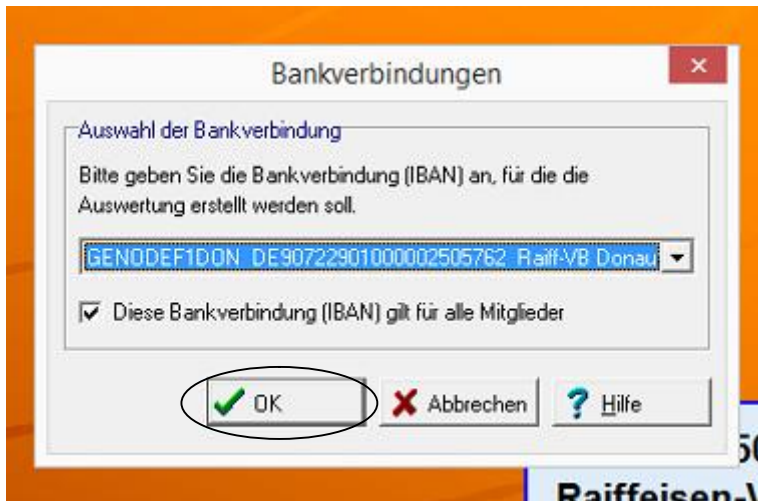 Bankverbindungen
Auswahl der Bankverbindung
Bitte geben Sie die Bankverbindung (IBAN) an, für die die
Auswertung erstellt werden soll.
GENODEF1DON DE90722901000002505762 Raiff-VB Donau
Diese Bankverbindung (IBAN) gilt für alle Mitglieder
OK Abbrechen Hilfe
50
Raiffeisen-V